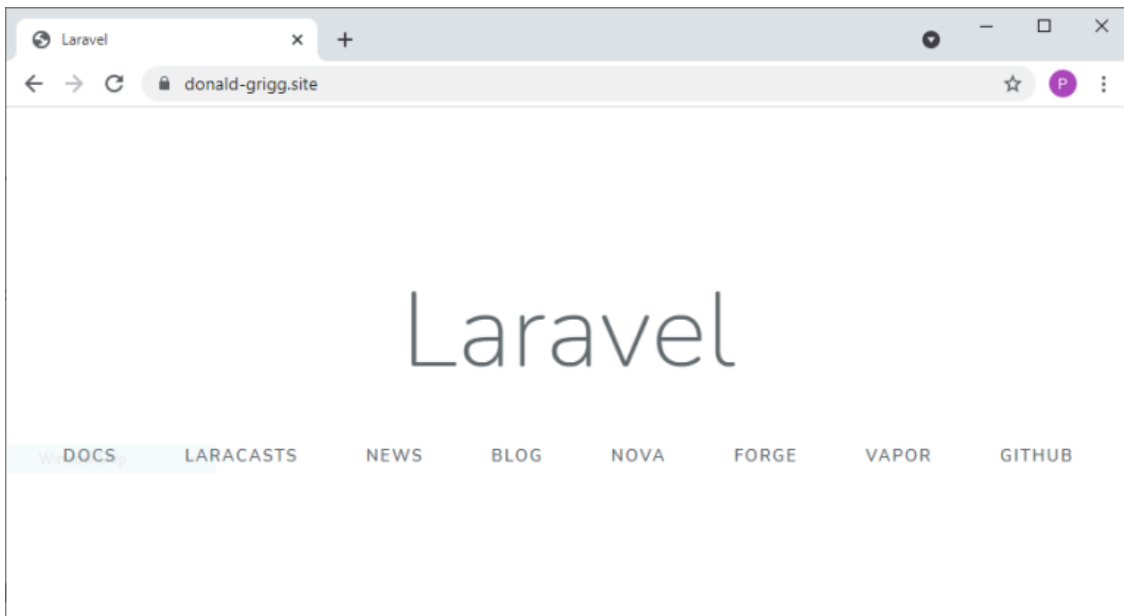 Laravel
donald-grigg.site
P
Laravel
DOCS LARACASTS NEWS BLOG NOVA FORGE VAPOR GITHUB